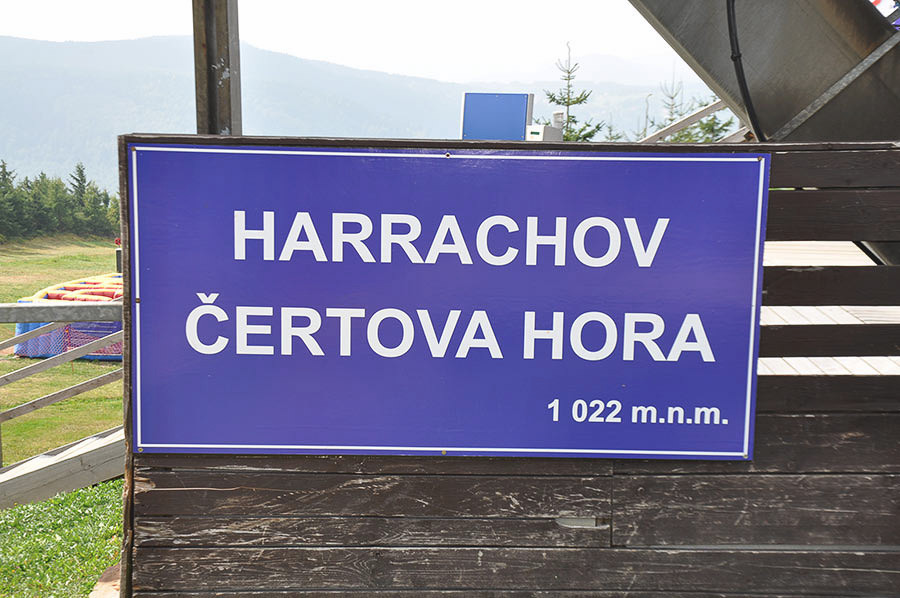 HARRACHOV
ČERTOVA HORA
1 022 m.n.m.